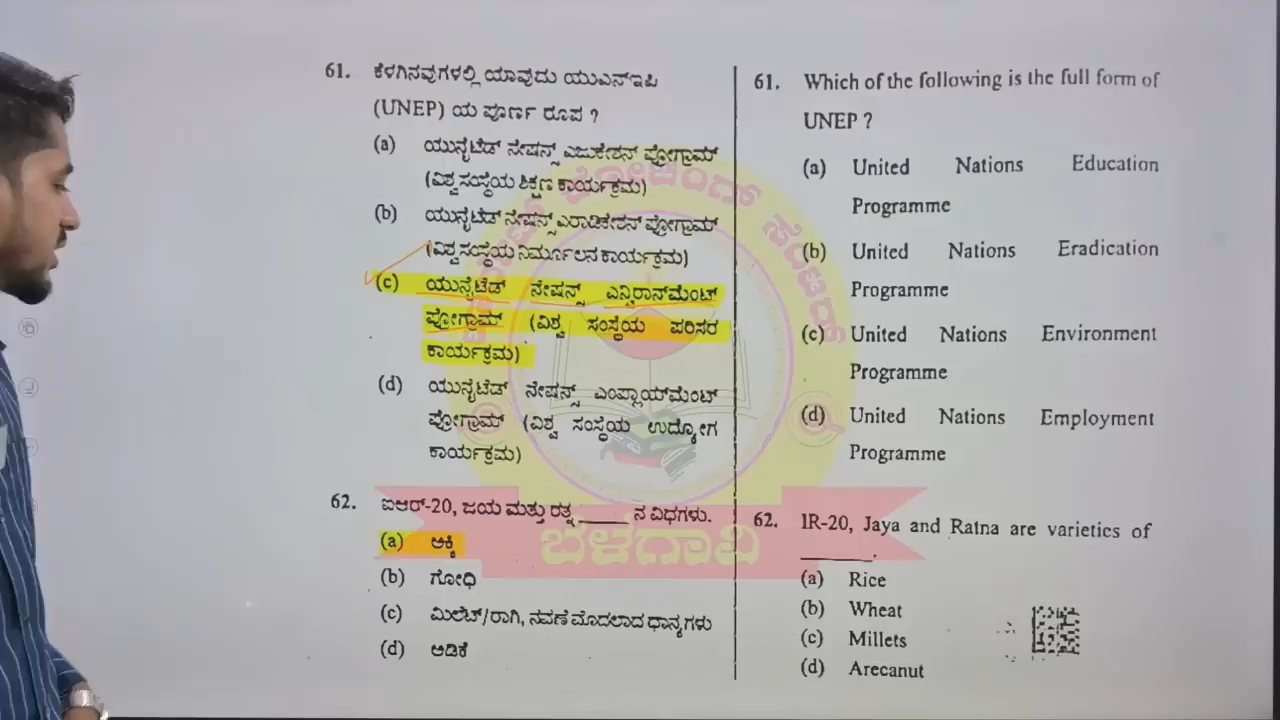 61. ಕೆಳಗಿನವುಗಳಲ್ಲಿ ಯಾವುದು ಯುಎನ್ಇಪಿ
(UNEP) ಯ ಪೂರ್ಣ ರೂಪ ?
(a) ಯುನೈಟೆಡ್ ನೇಷನ್ಸ್ ಎಜುಕೇಶನ್ ಪ್ರೋಗ್ರಾಮ್
(ವಿಶ್ವಸಂಸ್ಥೆಯ ಶಿಕ್ಷಣ ಕಾರ್ಯಕ್ರಮ)
(b) ಯುನೈಟೆಡ್ ನೇಷನ್ಸ್ ಎರಾಡಿಕೇಶನ್ ಪ್ರೋಗ್ರಾಮ್
(ವಿಶ್ವಸಂಸ್ಥೆಯ ನಿರ್ಮೂಲನ ಕಾರ್ಯಕ್ರಮ)
(c) ಯುನೈಟೆಡ್ ನೇಷನ್ಸ್ ಎನ್ವಿರಾನ್‌ಮೆಂಟ್
ಪ್ರೋಗ್ರಾಮ್ (ವಿಶ್ವ ಸಂಸ್ಥೆಯ ಪರಿಸರ
ಕಾರ್ಯಕ್ರಮ)
(d) ಯುನೈಟೆಡ್ ನೇಷನ್ಸ್ ಎಂಪ್ಲಾಯ್‌ಮೆಂಟ್
ಪ್ರೋಗ್ರಾಮ್ (ವಿಶ್ವ ಸಂಸ್ಥೆಯ ಉದ್ಯೋಗ
ಕಾರ್ಯಕ್ರಮ)
62. ಐಆರ್-20, ಜಯ ಮತ್ತು ರತ್ನ _____ ನ ವಿಧಗಳು.
(a) ಅಕ್ಕಿ
(b) ಗೋಧಿ
(c) ಮಿಲೆಟ್/ರಾಗಿ, ನವಣೆ ಮೊದಲಾದ ಧಾನ್ಯಗಳು
(d) ಅಡಿಕೆ
61. Which of the following is the full form of
UNEP ?
(a) United Nations Education
Programme
(b) United Nations Eradication
Programme
(c) United Nations Environment
Programme
(d) United Nations Employment
Programme
62. IR-20, Jaya and Ratna are varieties of
_______.
(a) Rice
(b) Wheat
(c) Millets
(d) Arecanut
ಕೋಚಿಂಗ್ ಸೆಂಟರ್
ಬೆಳಗಾವಿ